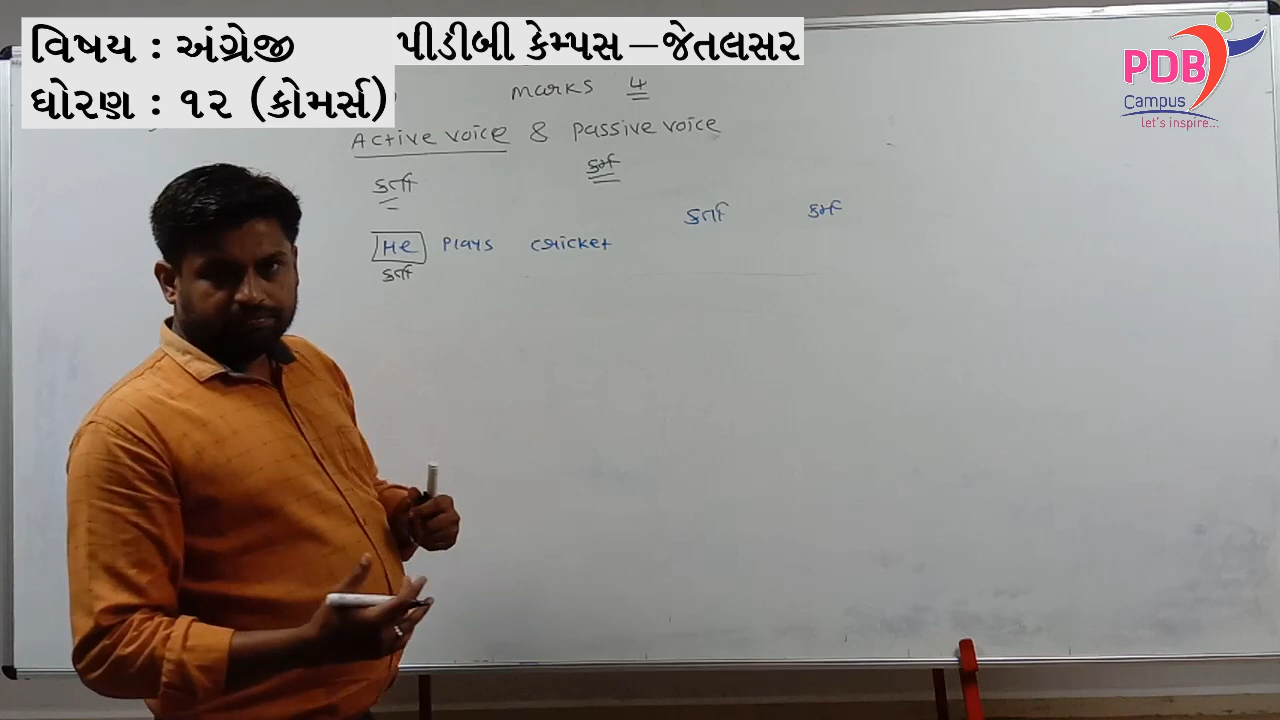 વિષય : અંગ્રેજી
પીડીબી કેમ્પસ – જેતલસર
ધોરણ : ૧૨ (કોમર્સ)
PDB
Campus
let's inspire...
marks 4
Active voice & Passive voice
કર્તા કર્મ
કર્તા કર્મ
He plays cricket
કર્તા